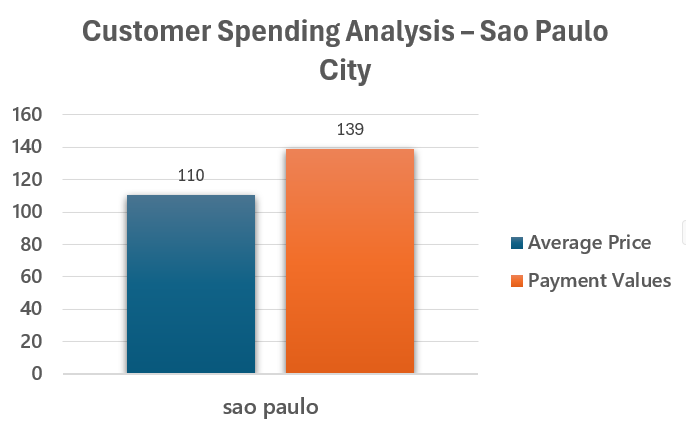 Customer Spending Analysis – Sao Paulo
City
160
140
120
100
80
60
40
20
0
110
139
sao paulo
Average Price
Payment Values